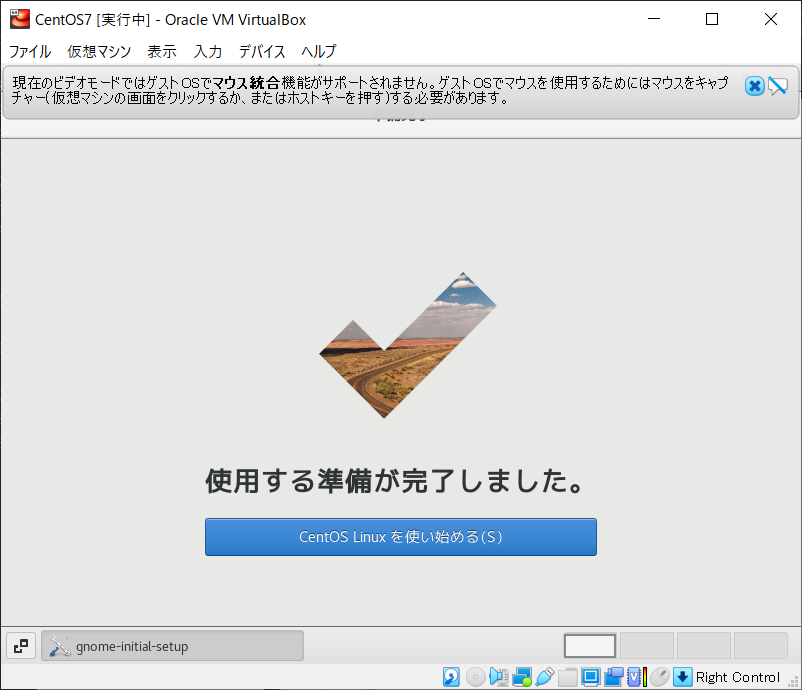 CentOS7 [実行中] - Oracle VM VirtualBox
ファイル 仮想マシン 表示 入力 デバイス ヘルプ
現在のビデオモードではゲストOSでマウス統合機能がサポートされません。ゲストOSでマウスを使用するためにはマウスをキャプ
チャー(仮想マシンの画面をクリックするか、またはホストキーを押す)する必要があります。
使用する準備が完了しました。
CentOS Linux を使い始める(S)
gnome-initial-setup
Right Control